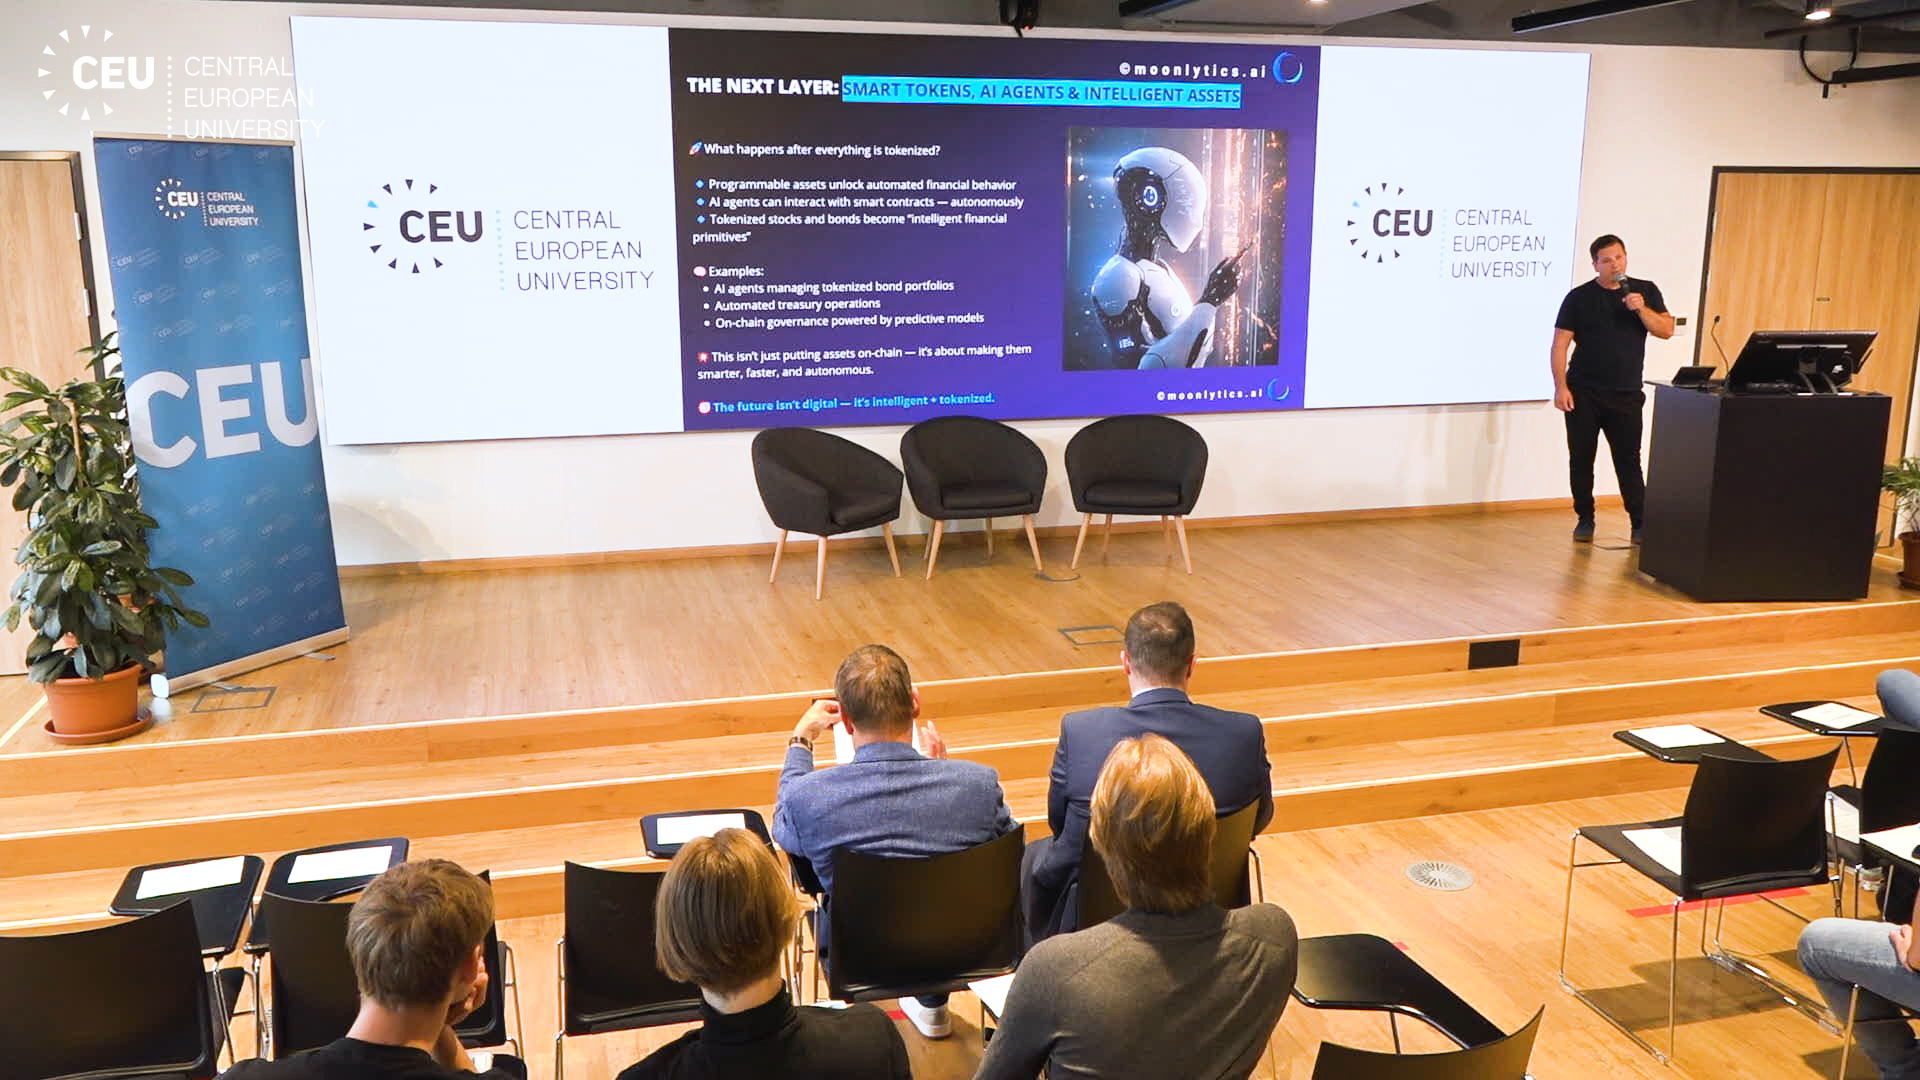 CEU
CENTRAL
EUROPEAN
UNIVERSITY
CEU
CENTRAL
EUROPEAN
UNIVERSITY
CEU
CEU
CENTRAL
EUROPEAN
UNIVERSITY
©moonlytics.ai
THE NEXT LAYER: SMART TOKENS, AI AGENTS & INTELLIGENT ASSETS
What happens after everything is tokenized?
Programmable assets unlock automated financial behavior
AI agents can interact with smart contracts — autonomously
Tokenized stocks and bonds become "intelligent financial
primitives"
Examples:
• AI agents managing tokenized bond portfolios
• Automated treasury operations
• On-chain governance powered by predictive models
This isn't just putting assets on-chain — it's about making them
smarter, faster, and autonomous.
The future isn't digital — it's intelligent + tokenized.
©moonlytics.ai
CEU
CENTRAL
EUROPEAN
UNIVERSITY